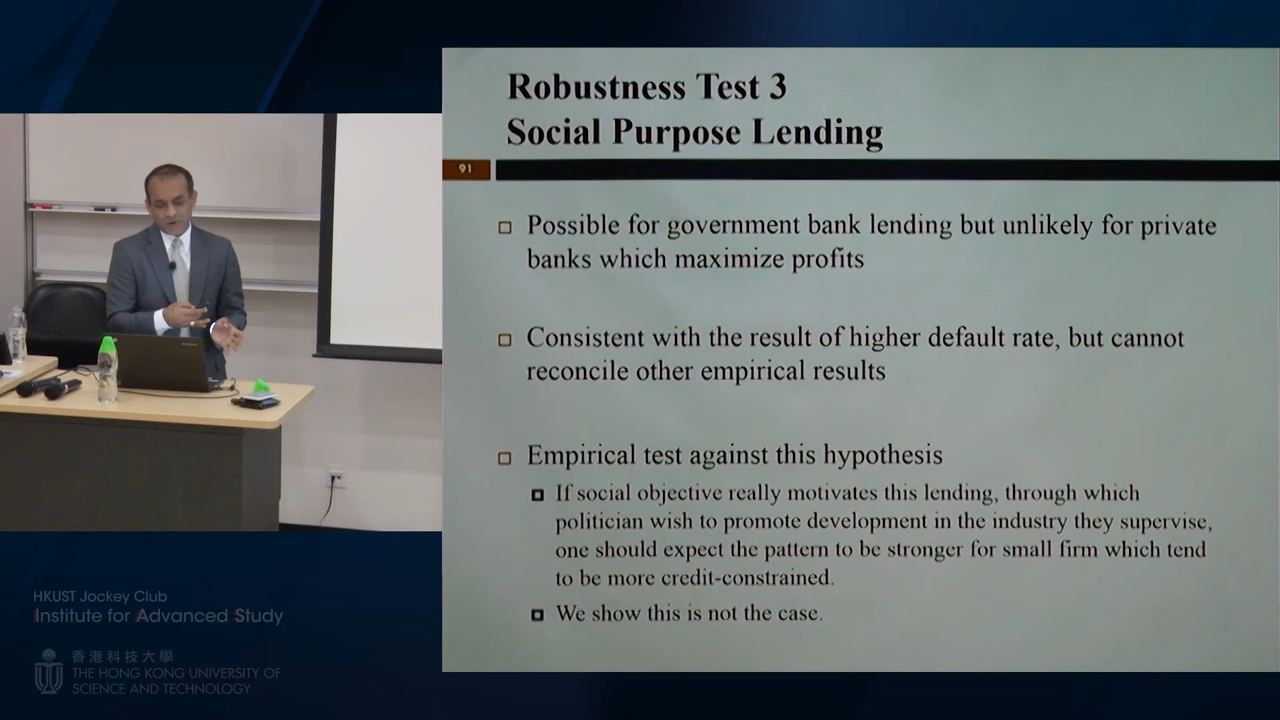 Robustness Test 3
Social Purpose Lending
91
Possible for government bank lending but unlikely for private
banks which maximize profits
Consistent with the result of higher default rate, but cannot
reconcile other empirical results
Empirical test against this hypothesis
If social objective really motivates this lending, through which
politician wish to promote development in the industry they supervise,
one should expect the pattern to be stronger for small firm which tend
to be more credit-constrained.
We show this is not the case.
HKUST Jockey Club
Institute for Advanced Study
香港科技大學
THE HONG KONG UNIVERSITY OF
SCIENCE AND TECHNOLOGY